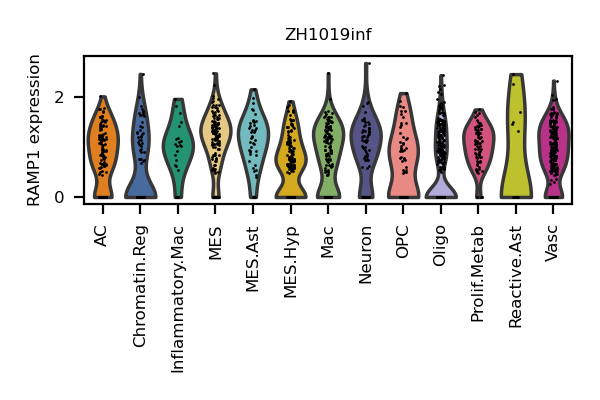 ZH1019inf
RAMP1 expression
2
0
AC
Chromatin.Reg
Inflammatory.Mac
MES
MES.Ast
MES.Hyp
Mac
Neuron
OPC
Oligo
Prolif.Metab
Reactive.Ast
Vasc